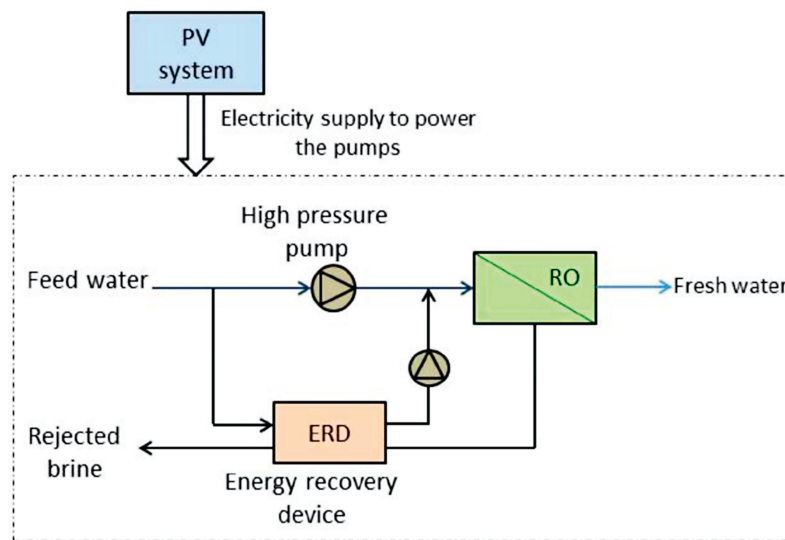 PV
system
Electricity supply to power
the pumps
High pressure
pump
Feed water
RO
Fresh water
ERD
Rejected
brine
Energy recovery
device